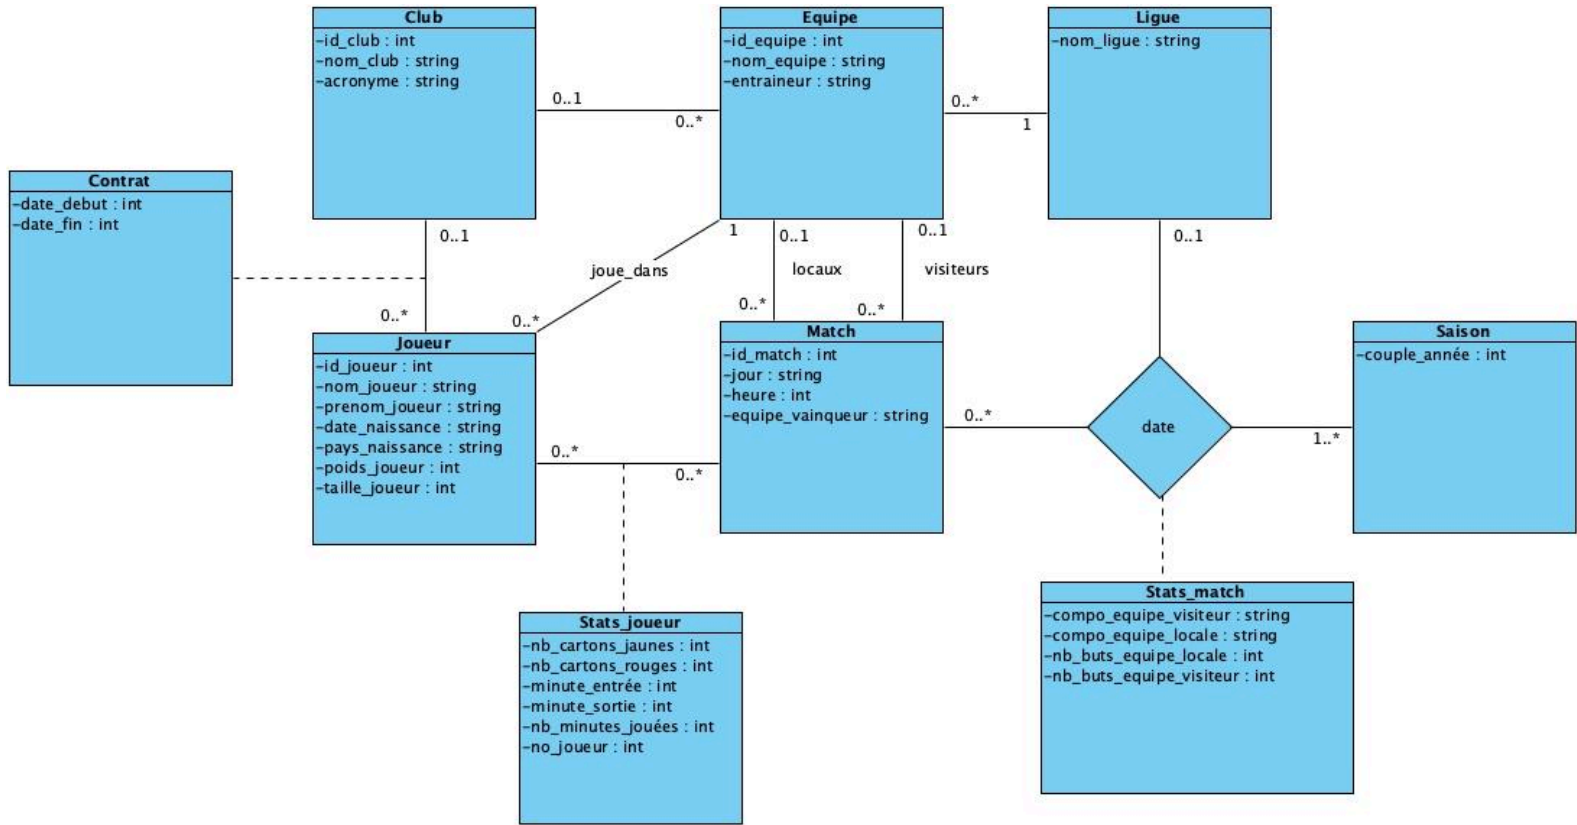 Club
-id_club : int
-nom_club : string
-acronyme : string
Equipe
-id_equipe : int
-nom_equipe : string
-entraineur : string
Ligue
-nom_ligue : string
0..1
0..*
0..*
1
Contrat
-date_debut : int
-date_fin : int
0..1
0..*
1
joue_dans
0..*
0..1
locaux
0..*
0..1
visiteurs
0..*
0..1
Joueur
-id_joueur : int
-nom_joueur : string
-prenom_joueur : string
-date_naissance : string
-pays_naissance : string
-poids_joueur : int
-taille_joueur : int
Match
-id_match : int
-jour : string
-heure : int
-equipe_vainqueur : string
Saison
-couple_année : int
0..*
date
1..*
0..*
0..*
Stats_joueur
-nb_cartons_jaunes : int
-nb_cartons_rouges : int
-minute_entrée : int
-minute_sortie : int
-nb_minutes_jouées : int
-no_joueur : int
Stats_match
-compo_equipe_visiteur : string
-compo_equipe_locale : string
-nb_buts_equipe_locale : int
-nb_buts_equipe_visiteur : int